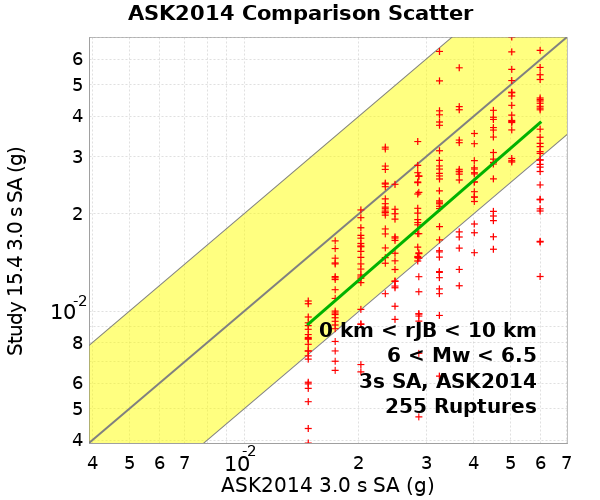 ASK2014 Comparison Scatter
Study 15.4 3.0 s SA (g)
6
5
4
3
2
10-2
8
6
5
4
0 km < rJB < 10 km
6 < Mw < 6.5
3s SA, ASK2014
255 Ruptures
4 5 6 7 10-2 2 3 4 5 6 7
ASK2014 3.0 s SA (g)